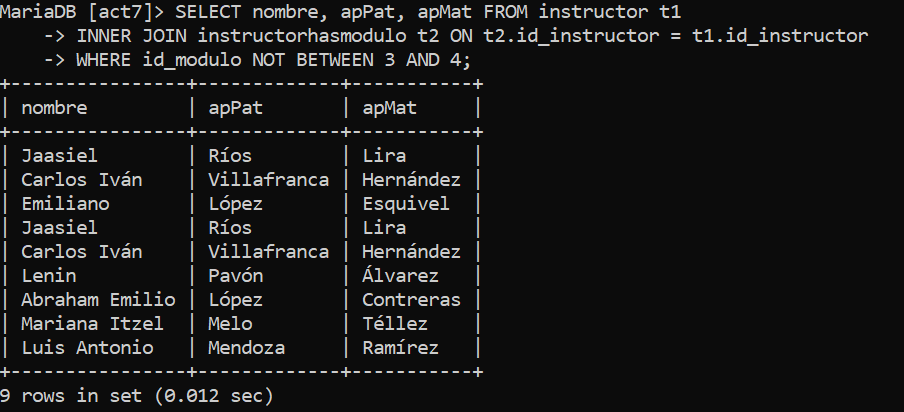 MariaDB [act7]> SELECT nombre, apPat, apMat FROM instructor t1
    -> INNER JOIN instructorhasmodulo t2 ON t2.id_instructor = t1.id_instructor
    -> WHERE id_modulo NOT BETWEEN 3 AND 4;
+---------------+-------------+-----------+
| nombre        | apPat       | apMat     |
+---------------+-------------+-----------+
| Jaasiel       | Ríos        | Lira      |
| Carlos Iván   | Villafranca | Hernández |
| Emiliano      | López       | Esquivel  |
| Jaasiel       | Ríos        | Lira      |
| Carlos Iván   | Villafranca | Hernández |
| Lenin         | Pavón       | Álvarez   |
| Abraham Emilio | López       | Contreras |
| Mariana Itzel | Melo        | Téllez    |
| Luis Antonio  | Mendoza     | Ramírez   |
+---------------+-------------+-----------+
9 rows in set (0.012 sec)